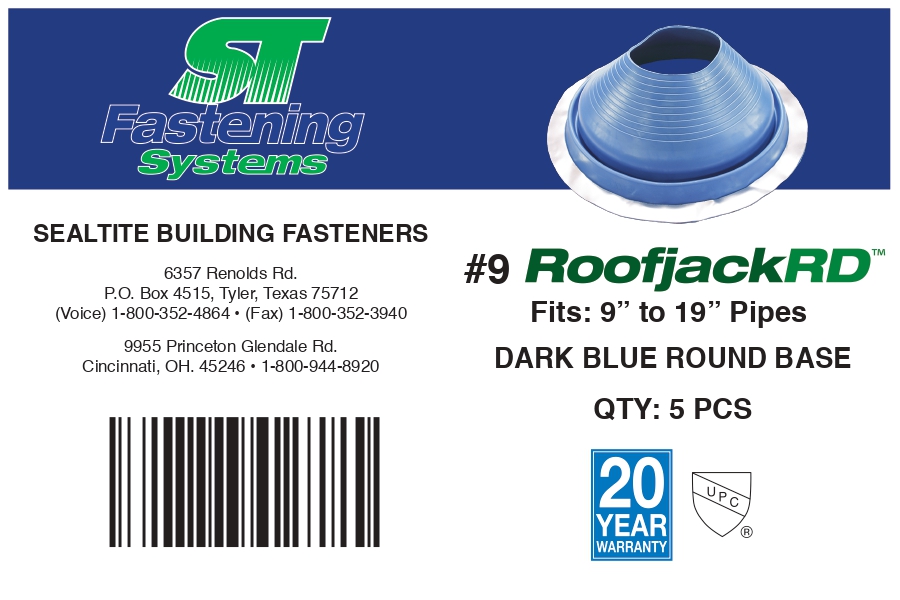 ST
Fastening
Systems
SEALTITE BUILDING FASTENERS
6357 Renolds Rd.
P.O. Box 4515, Tyler, Texas 75712
(Voice) 1-800-352-4864 • (Fax) 1-800-352-3940
9955 Princeton Glendale Rd.
Cincinnati, OH. 45246 • 1-800-944-8920
#9 RoofjackRD™
Fits: 9” to 19” Pipes
DARK BLUE ROUND BASE
QTY: 5 PCS
20
YEAR
WARRANTY
UPC
®